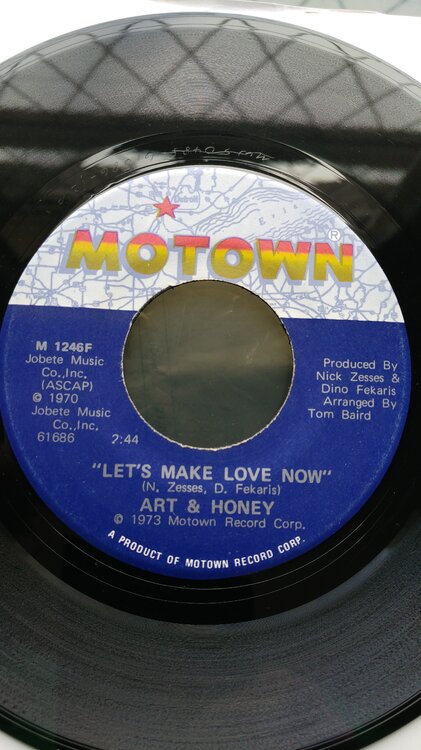 MOTOWN®
M 1246F
Jobete Music
Co.,Inc.
(ASCAP)
© 1970
Jobete Music
Co.,Inc.
61686
2:44
Produced By
Nick Zesses &
Dino Fekaris
Arranged By
Tom Baird
"LET'S MAKE LOVE NOW"
(N. Zesses, D. Fekaris)
ART & HONEY
℗ 1973 Motown Record Corp.
A PRODUCT OF MOTOWN RECORD CORP.